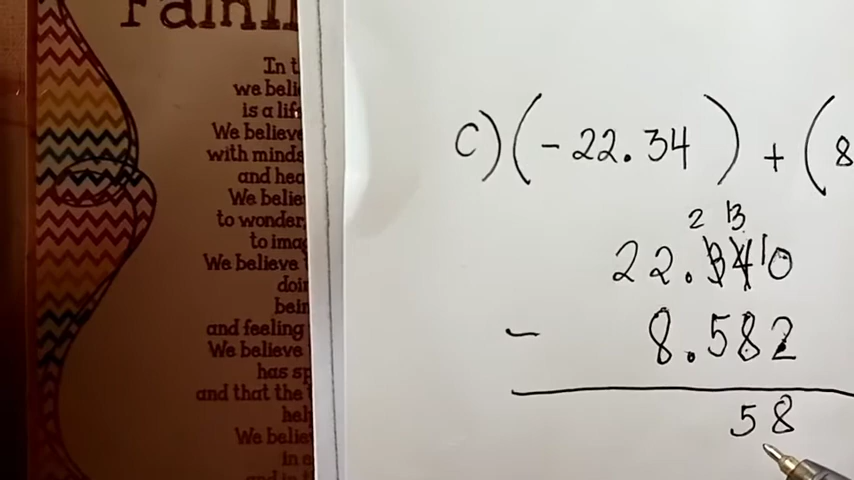 In t
we beli
is a lif
We believe
with minds
and hea
We belie
to wonder,
to imag
We believe
doi
bein
and feeling
We believe
has sp
and that the
hel
We belie
in e
C) (-22.34) + (8
2 13
22.3410
- 8.582
58